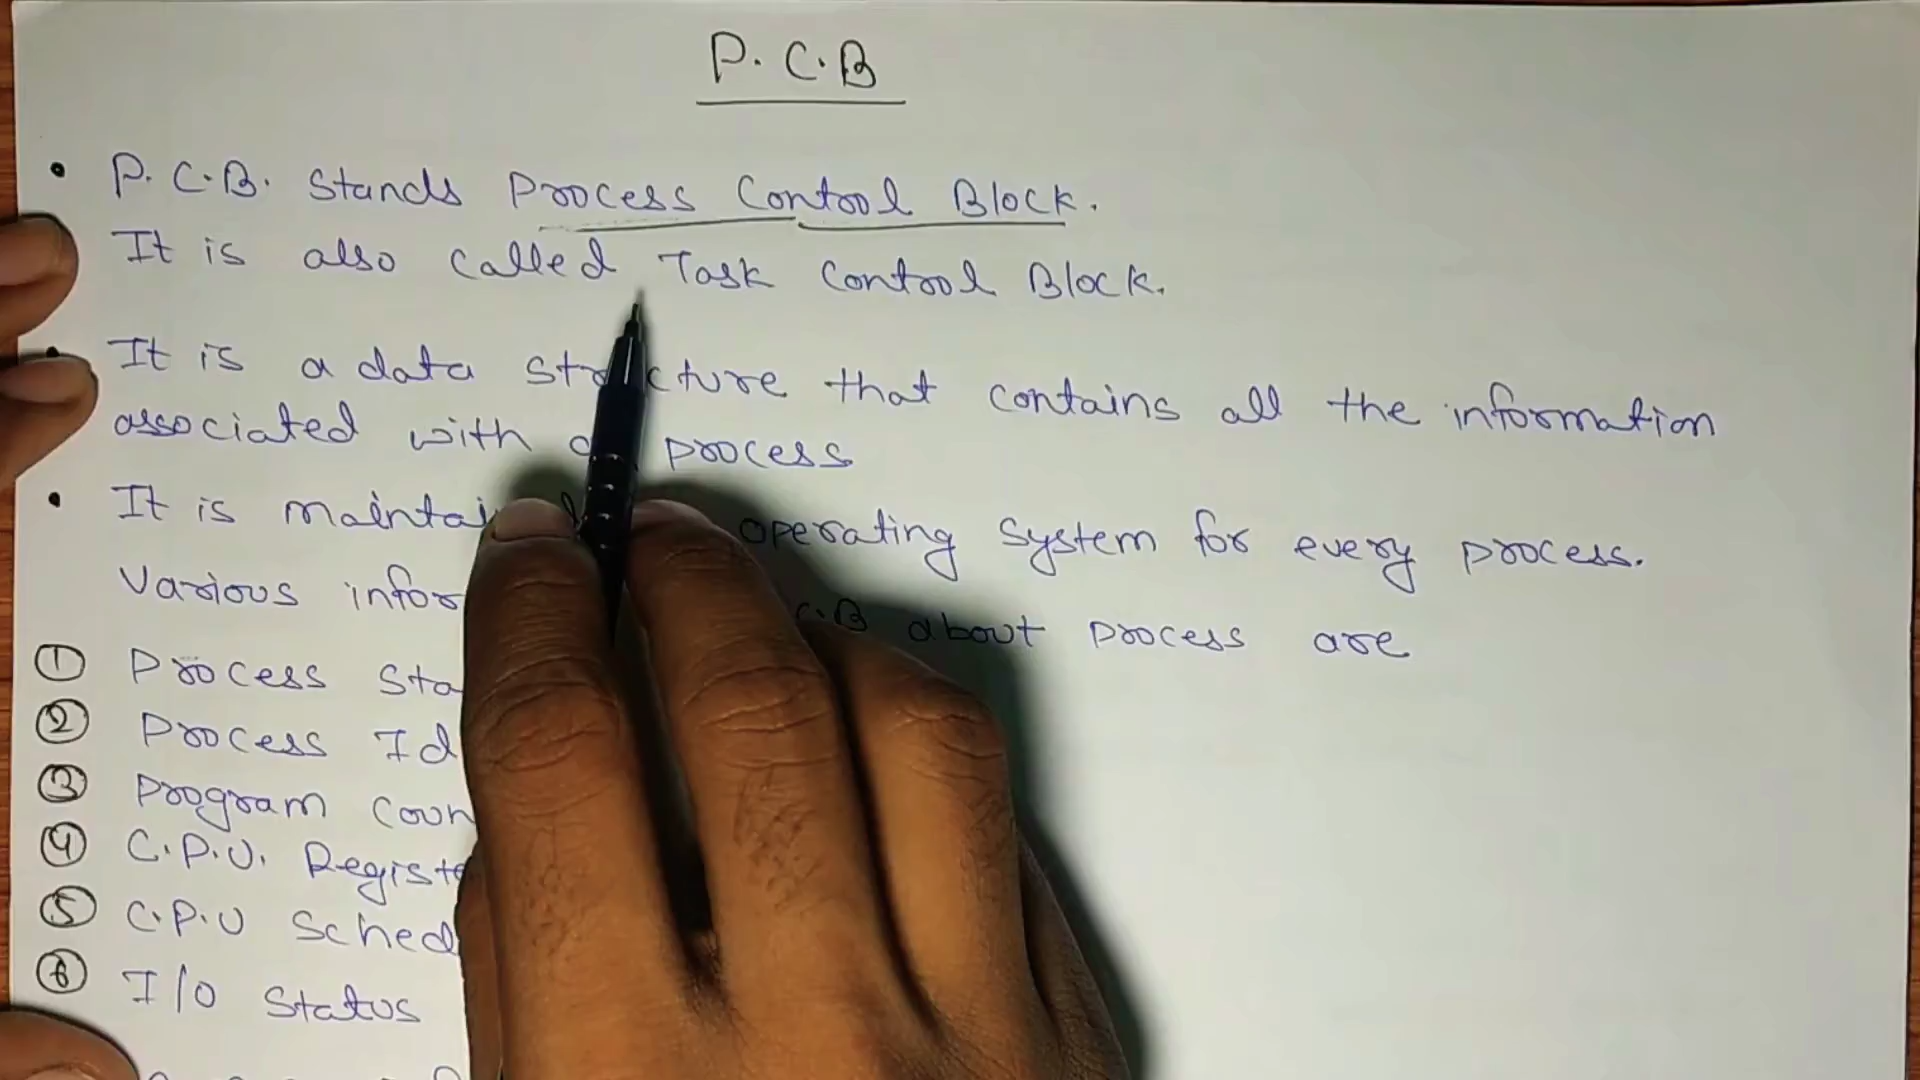 P.C.B
• P.C.B. Stands Process Control Block.
It is also called Task Control Block.
• It is a data structure that contains all the information
associated with a process
• It is operating system for every process.
Various C.B about process are
① Process
② Process
③ Program
④ C.P.U.
⑤ C.P.U
⑥ I/O Status